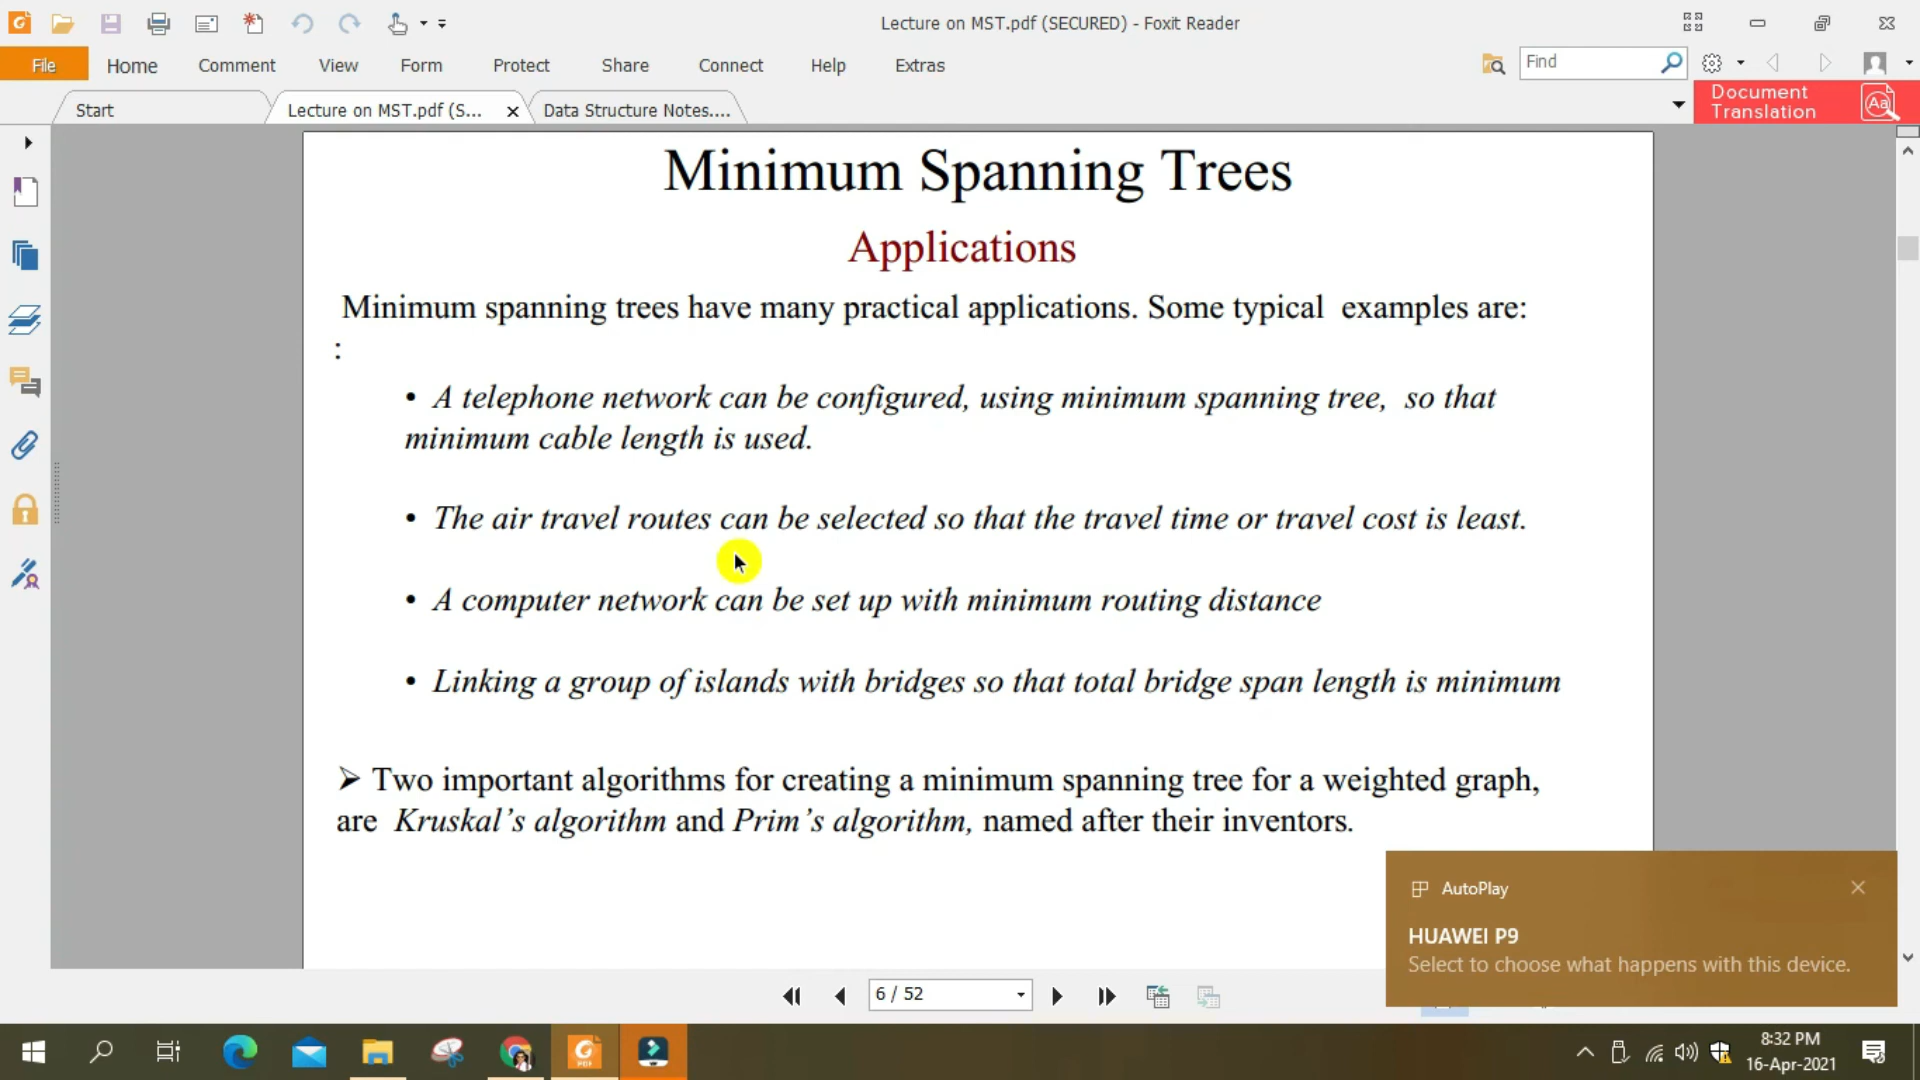 Lecture on MST.pdf (SECURED) - Foxit Reader
File Home Comment View Form Protect Share Connect Help Extras
Find
Start
Lecture on MST.pdf (S...
Data Structure Notes....
Document
Translation
Aa
Minimum Spanning Trees
Applications
Minimum spanning trees have many practical applications. Some typical examples are:
:
• A telephone network can be configured, using minimum spanning tree, so that
minimum cable length is used.
• The air travel routes can be selected so that the travel time or travel cost is least.
• A computer network can be set up with minimum routing distance
• Linking a group of islands with bridges so that total bridge span length is minimum
➢ Two important algorithms for creating a minimum spanning tree for a weighted graph,
are Kruskal's algorithm and Prim's algorithm, named after their inventors.
AutoPlay
HUAWEI P9
Select to choose what happens with this device.
6 / 52
PDF
8:32 PM
16-Apr-2021